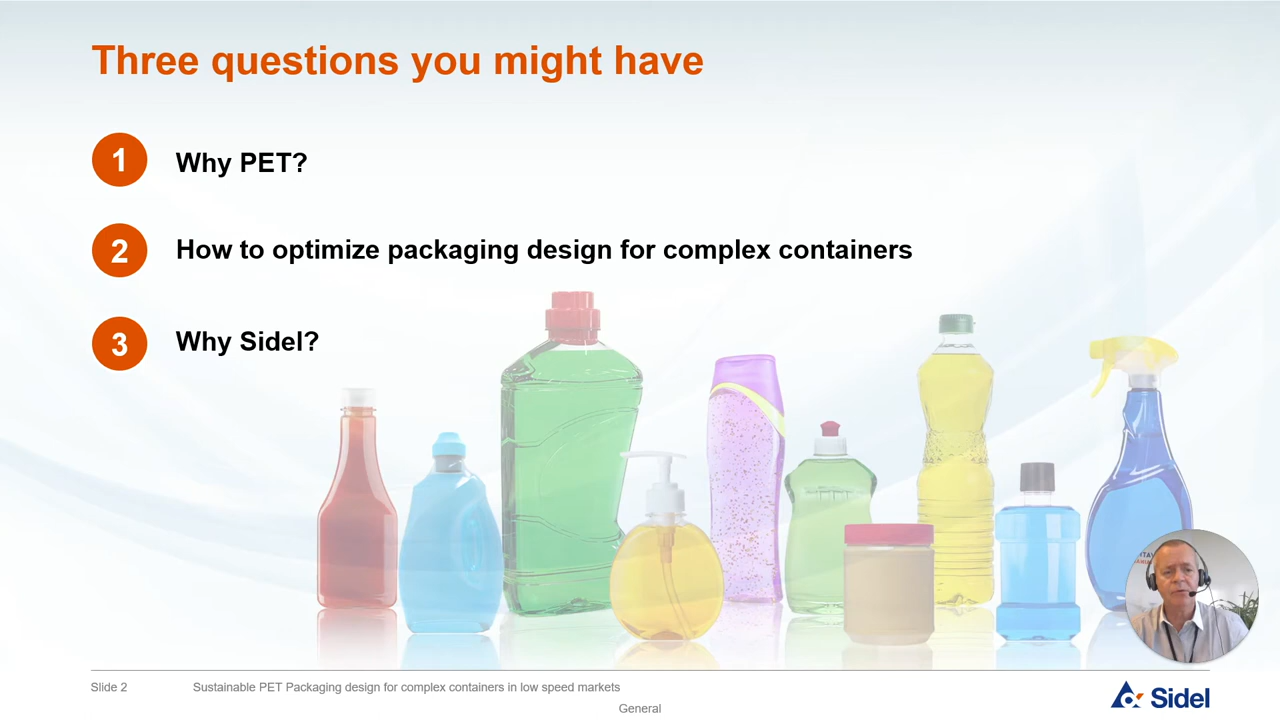 Three questions you might have
1 Why PET?
2 How to optimize packaging design for complex containers
3 Why Sidel?
Slide 2 Sustainable PET Packaging design for complex containers in low speed markets
General
Sidel